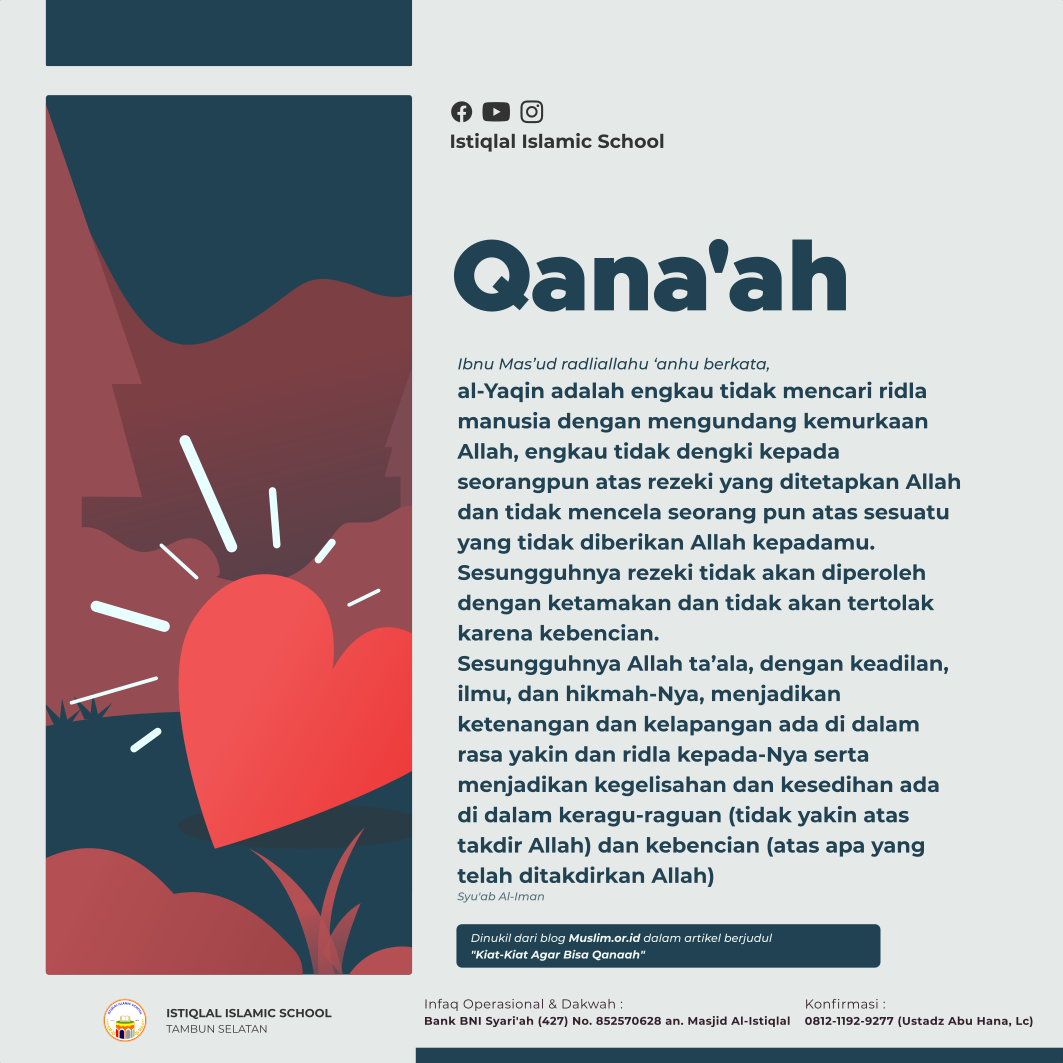 Istiqlal Islamic School
Qana'ah
Ibnu Mas’ud radliallahu ‘anhu berkata,
al-Yaqin adalah engkau tidak mencari ridla
manusia dengan mengundang kemurkaan
Allah, engkau tidak dengki kepada
seorangpun atas rezeki yang ditetapkan Allah
dan tidak mencela seorang pun atas sesuatu
yang tidak diberikan Allah kepadamu.
Sesungguhnya rezeki tidak akan diperoleh
dengan ketamakan dan tidak akan tertolak
karena kebencian.
Sesungguhnya Allah ta’ala, dengan keadilan,
ilmu, dan hikmah-Nya, menjadikan
ketenangan dan kelapangan ada di dalam
rasa yakin dan ridla kepada-Nya serta
menjadikan kegelisahan dan kesedihan ada
di dalam keragu-raguan (tidak yakin atas
takdir Allah) dan kebencian (atas apa yang
telah ditakdirkan Allah)
Syu'ab Al-Iman
Dinukil dari blog Muslim.or.id dalam artikel berjudul
"Kiat-Kiat Agar Bisa Qanaah"
ISTIQLAL ISLAMIC SCHOOL
TAMBUN SELATAN
Infaq Operasional & Dakwah :
Bank BNI Syari'ah (427) No. 852570628 an. Masjid Al-Istiqlal
Konfirmasi :
0812-1192-9277 (Ustadz Abu Hana, Lc)